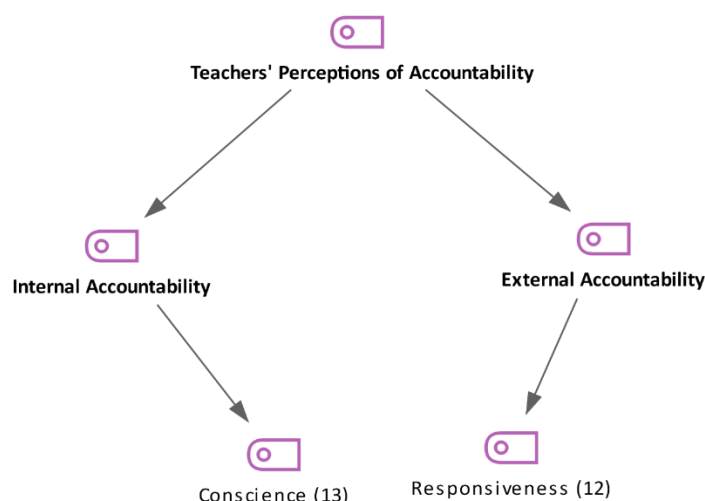 Teachers' Perceptions of Accountability
Internal Accountability
External Accountability
Conscience (13)
Responsiveness (12)